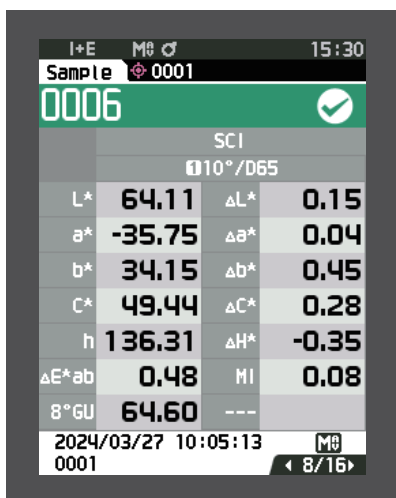 I+E M 15:30
Sample 0001
0006
SCI
1 10°/D65
L* 64.11 ΔL* 0.15
a* -35.75 Δa* 0.04
b* 34.15 Δb* 0.45
C* 49.44 ΔC* 0.28
h 136.31 ΔH* -0.35
ΔE*ab 0.48 MI 0.08
8°GU 64.60 ---
2024/03/27 10:05:13 M
0001 8/16